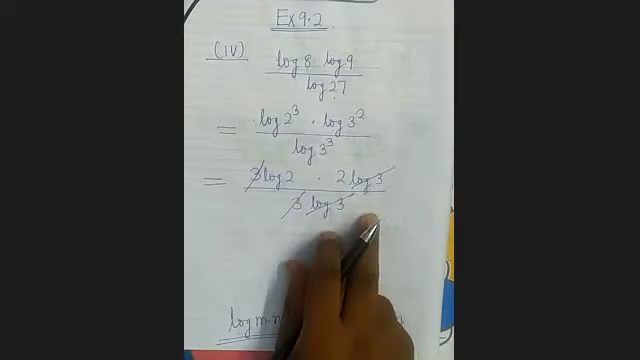 Ex 9.2
(IV) log 8 · log 9
log 27
= log 2³ · log 3²
log 3³
= 3 log 2 · 2 log 3
3 log 3
log m.n